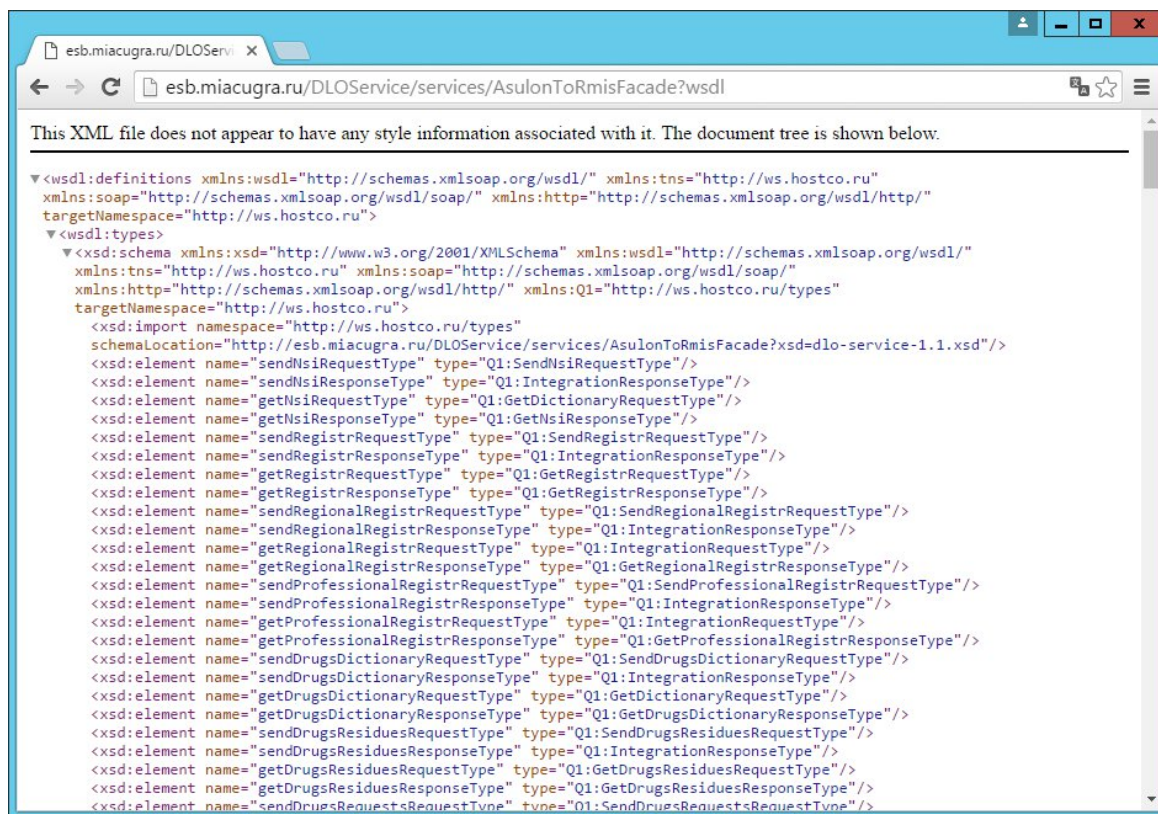 esb.miacugra.ru/DLOServi
esb.miacugra.ru/DLOService/services/AsulonToRmisFacade?wsdl
This XML file does not appear to have any style information associated with it. The document tree is shown below.
▼<wsdl:definitions xmlns:wsdl="http://schemas.xmlsoap.org/wsdl/" xmlns:tns="http://ws.hostco.ru"
xmlns:soap="http://schemas.xmlsoap.org/wsdl/soap/" xmlns:http="http://schemas.xmlsoap.org/wsdl/http/"
targetNamespace="http://ws.hostco.ru">
▼<wsdl:types>
▼<xsd:schema xmlns:xsd="http://www.w3.org/2001/XMLSchema" xmlns:wsdl="http://schemas.xmlsoap.org/wsdl/"
xmlns:tns="http://ws.hostco.ru" xmlns:soap="http://schemas.xmlsoap.org/wsdl/soap/"
xmlns:http="http://schemas.xmlsoap.org/wsdl/http/" xmlns:Q1="http://ws.hostco.ru/types"
targetNamespace="http://ws.hostco.ru">
<xsd:import namespace="http://ws.hostco.ru/types"
schemaLocation="http://esb.miacugra.ru/DLOService/services/AsulonToRmisFacade?xsd=dlo-service-1.1.xsd"/>
<xsd:element name="sendNsiRequestType" type="Q1:SendNsiRequestType"/>
<xsd:element name="sendNsiResponseType" type="Q1:IntegrationResponseType"/>
<xsd:element name="getNsiRequestType" type="Q1:GetDictionaryRequestType"/>
<xsd:element name="getNsiResponseType" type="Q1:GetNsiResponseType"/>
<xsd:element name="sendRegistrRequestType" type="Q1:SendRegistrRequestType"/>
<xsd:element name="sendRegistrResponseType" type="Q1:IntegrationResponseType"/>
<xsd:element name="getRegistrRequestType" type="Q1:GetRegistrRequestType"/>
<xsd:element name="getRegistrResponseType" type="Q1:GetRegistrResponseType"/>
<xsd:element name="sendRegionalRegistrRequestType" type="Q1:SendRegionalRegistrRequestType"/>
<xsd:element name="sendRegionalRegistrResponseType" type="Q1:IntegrationResponseType"/>
<xsd:element name="getRegionalRegistrRequestType" type="Q1:IntegrationRequestType"/>
<xsd:element name="getRegionalRegistrResponseType" type="Q1:GetRegionalRegistrResponseType"/>
<xsd:element name="sendProfessionalRegistrRequestType" type="Q1:SendProfessionalRegistrRequestType"/>
<xsd:element name="sendProfessionalRegistrResponseType" type="Q1:IntegrationResponseType"/>
<xsd:element name="getProfessionalRegistrRequestType" type="Q1:IntegrationRequestType"/>
<xsd:element name="getProfessionalRegistrResponseType" type="Q1:GetProfessionalRegistrResponseType"/>
<xsd:element name="sendDrugsDictionaryRequestType" type="Q1:SendDrugsDictionaryRequestType"/>
<xsd:element name="sendDrugsDictionaryResponseType" type="Q1:IntegrationResponseType"/>
<xsd:element name="getDrugsDictionaryRequestType" type="Q1:GetDictionaryRequestType"/>
<xsd:element name="getDrugsDictionaryResponseType" type="Q1:GetDrugsDictionaryResponseType"/>
<xsd:element name="sendDrugsResiduesRequestType" type="Q1:SendDrugsResiduesRequestType"/>
<xsd:element name="sendDrugsResiduesResponseType" type="Q1:IntegrationResponseType"/>
<xsd:element name="getDrugsResiduesRequestType" type="Q1:GetDrugsResiduesRequestType"/>
<xsd:element name="getDrugsResiduesResponseType" type="Q1:GetDrugsResiduesResponseType"/>
<xsd:element name="sendDrugsRequestsRequestType" type="Q1:SendDrugsRequestsRequestType"/>